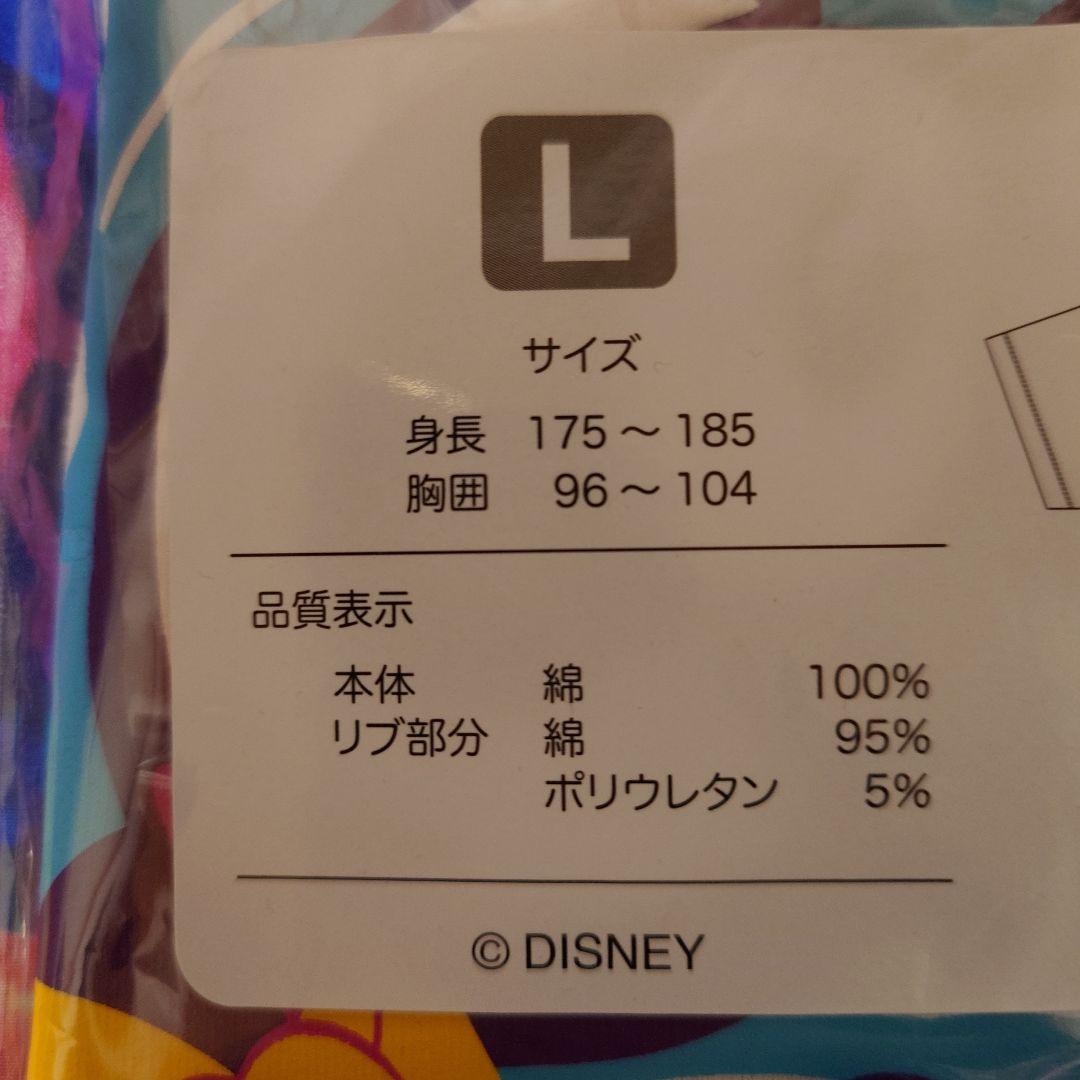 L
サイズ
身長 175～185
胸囲 96～104
品質表示
本体 綿 100%
リブ部分 綿 95%
ポリウレタン 5%
© DISNEY